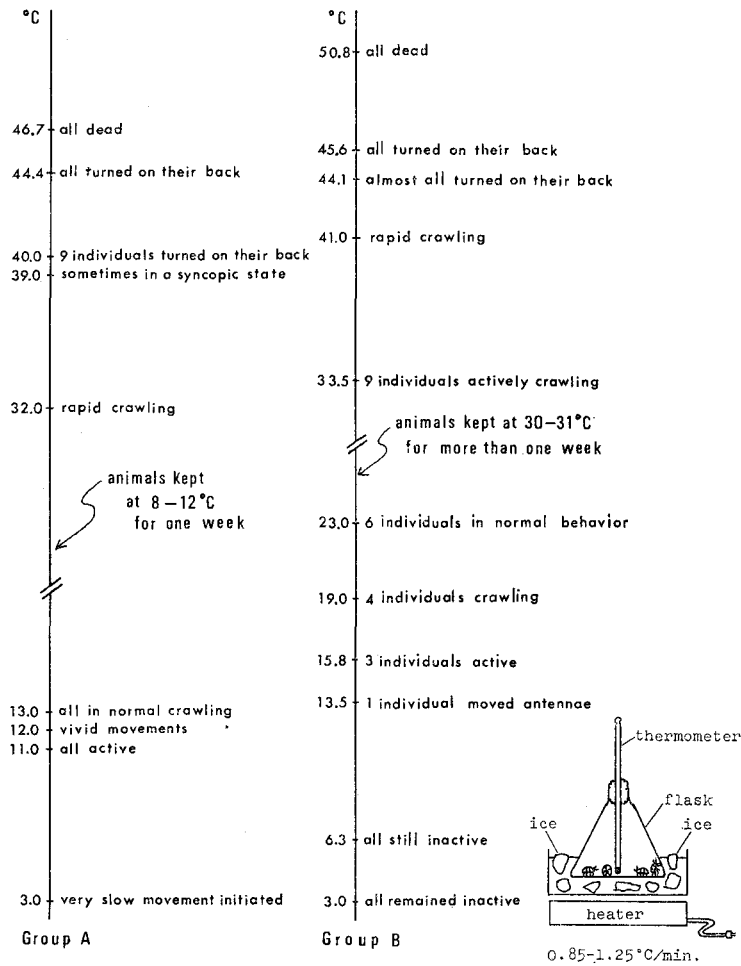 °C
46.7 all dead
44.4 all turned on their back
40.0 9 individuals turned on their back
39.0 sometimes in a syncopic state
32.0 rapid crawling
animals kept
at 8–12°C
for one week
13.0 all in normal crawling
12.0 vivid movements
11.0 all active
3.0 very slow movement initiated
Group A
°C
50.8 all dead
45.6 all turned on their back
44.1 almost all turned on their back
41.0 rapid crawling
33.5 9 individuals actively crawling
animals kept at 30–31°C
for more than one week
23.0 6 individuals in normal behavior
19.0 4 individuals crawling
15.8 3 individuals active
13.5 1 individual moved antennae
6.3 all still inactive
3.0 all remained inactive
Group B
thermometer
flask
ice
ice
heater
0.85-1.25°C/min.